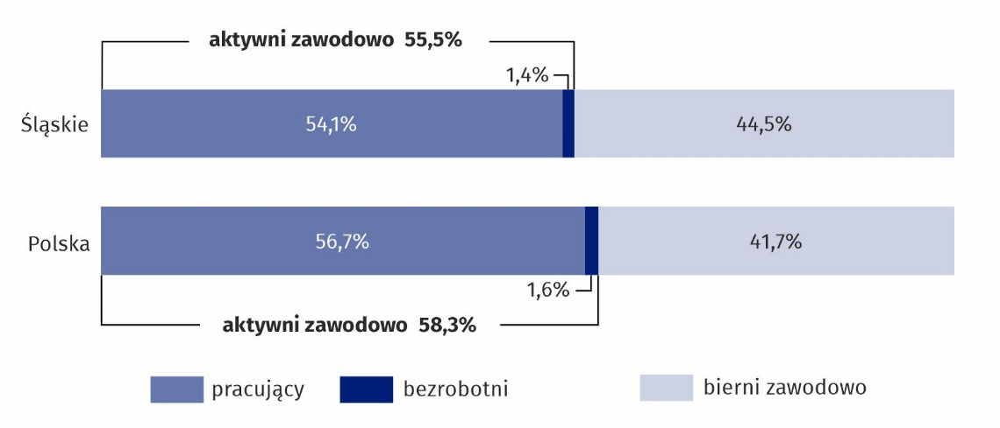 aktywni zawodowo 55,5%
1,4%
Śląskie 54,1% 44,5%
Polska 56,7% 41,7%
1,6%
aktywni zawodowo 58,3%
pracujący bezrobotni bierni zawodowo